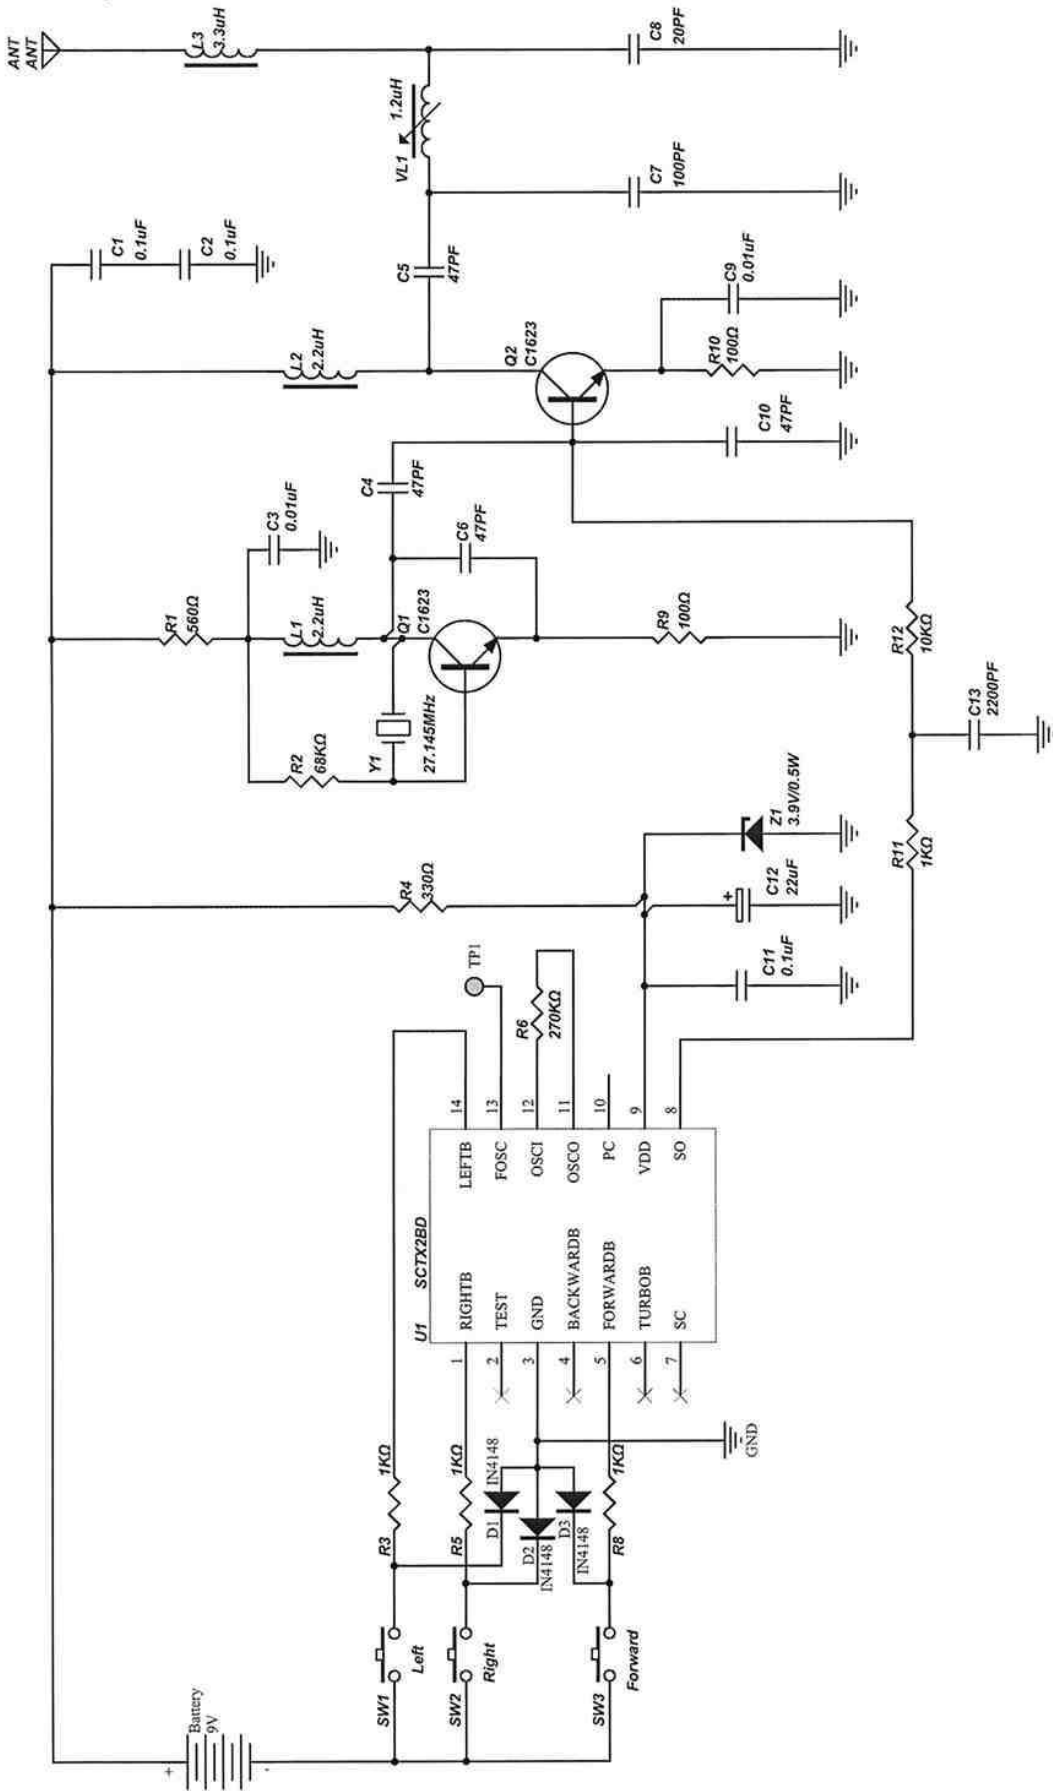 Battery
9V
+
-
SW1
Left
SW2
Right
SW3
Forward
R3
1KΩ
R5
1KΩ
R8
1KΩ
D1
IN4148
D2
IN4148
D3
IN4148
GND
U1
SCTX2BD
1
RIGHTB
2
TEST
3
GND
4
BACKWARDB
5
FORWARDB
6
TURBOB
7
SC
LEFTB
14
FOSC
13
OSCI
12
OSCO
11
PC
10
VDD
9
SO
8
TP1
R6
270KΩ
R4
330Ω
C11
0.1uF
+
C12
22uF
Z1
3.9V/0.5W
R11
1KΩ
C13
2200PF
R12
10KΩ
R2
68KΩ
Y1
27.145MHz
R1
560Ω
L1
2.2uH
C3
0.01uF
Q1
C1623
C6
47PF
R9
100Ω
C4
47PF
C10
47PF
L2
2.2uH
Q2
C1623
R10
100Ω
C9
0.01uF
C1
0.1uF
C2
0.1uF
C5
47PF
C7
100PF
VL1
1.2uH
ANT
ANT
L3
3.3uH
C8
20PF